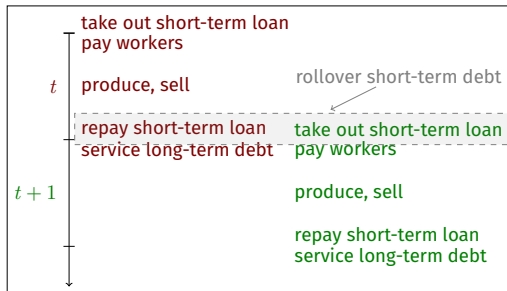 take out short-term loan
pay workers
t
produce, sell
rollover short-term debt
repay short-term loan
service long-term debt
take out short-term loan
pay workers
t + 1
produce, sell
repay short-term loan
service long-term debt